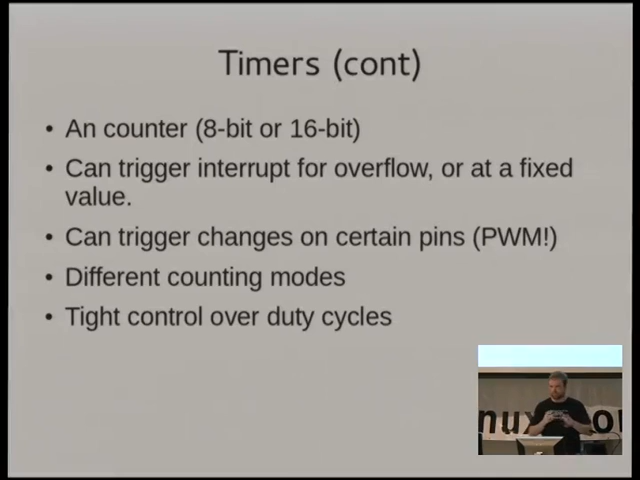 Timers (cont)
• An counter (8-bit or 16-bit)
• Can trigger interrupt for overflow, or at a fixed
value.
• Can trigger changes on certain pins (PWM!)
• Different counting modes
• Tight control over duty cycles